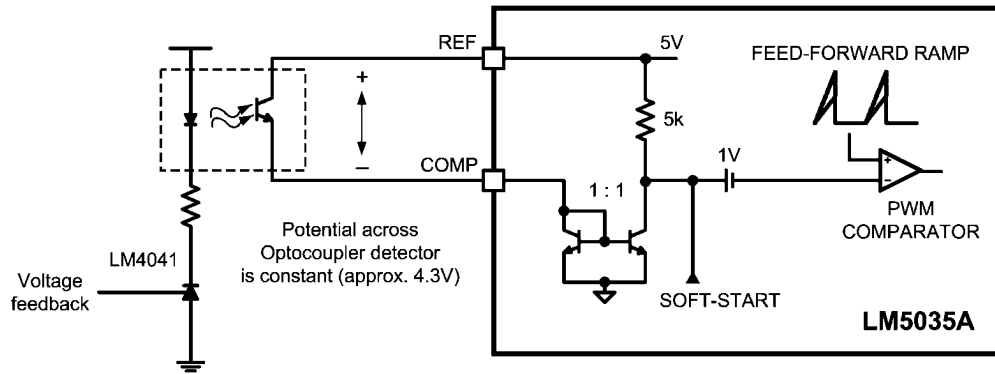 REF
5V
FEED-FORWARD RAMP
+
5k
–
COMP
1V
1 : 1
+
–
PWM
COMPARATOR
Potential across
Optocoupler detector
is constant (approx. 4.3V)
LM4041
Voltage
feedback
SOFT-START
LM5035A